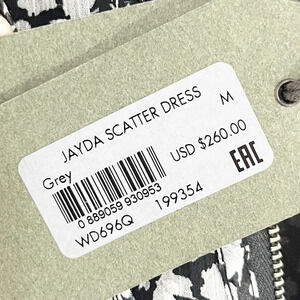 JAYDA SCATTER DRESS
Grey
M
USD $260.00
0 889059 930953
WD696Q 199354
EAC